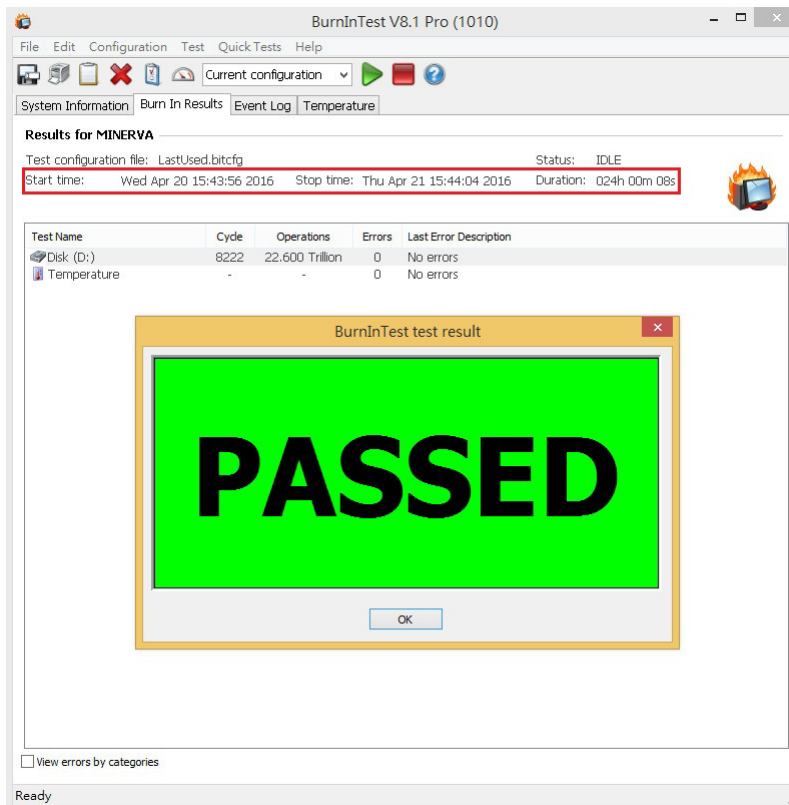 BurnInTest V8.1 Pro (1010)
File Edit Configuration Test Quick Tests Help
Current configuration
System Information Burn In Results Event Log Temperature
Results for MINERVA
Test configuration file: LastUsed.bitcfg Status: IDLE
Start time: Wed Apr 20 15:43:56 2016 Stop time: Thu Apr 21 15:44:04 2016 Duration: 024h 00m 08s
Test Name Cycle Operations Errors Last Error Description
Disk (D:) 8222 22.600 Trillion 0 No errors
Temperature - - 0 No errors
BurnInTest test result
PASSED
OK
View errors by categories
Ready